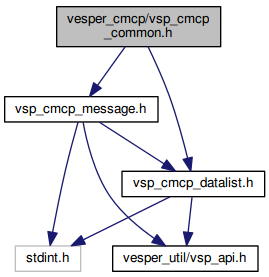 vesper_cmcp/vsp_cmcp
_common.h
vsp_cmcp_message.h
vsp_cmcp_datalist.h
stdint.h
vesper_util/vsp_api.h